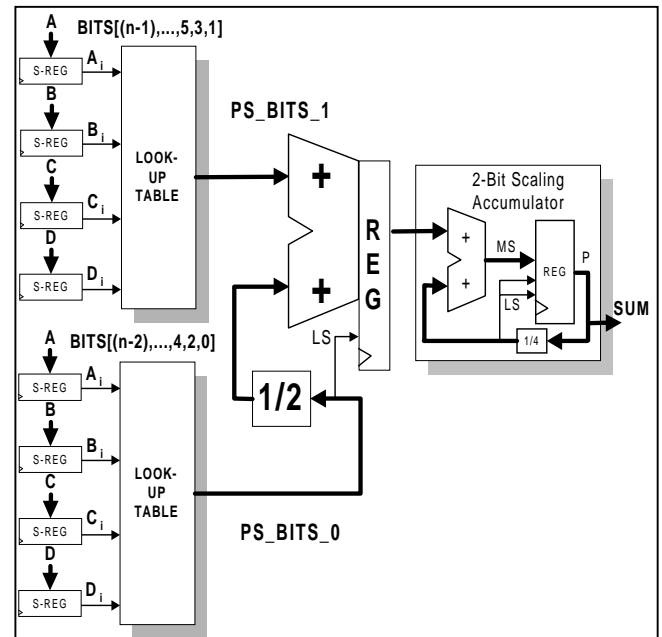 A
BITS[(n-1),...,5,3,1]
S-REG
A i
B
S-REG
B i
C
S-REG
C i
D
S-REG
D i
LOOK-
UP
TABLE
PS_BITS_1
+
+
R
E
G
LS
1/2
2-Bit Scaling
Accumulator
+
+
MS
REG
P
LS
1/4
SUM
A
BITS[(n-2),...,4,2,0]
S-REG
A i
B
S-REG
B i
C
S-REG
C i
D
S-REG
D i
LOOK-
UP
TABLE
PS_BITS_0